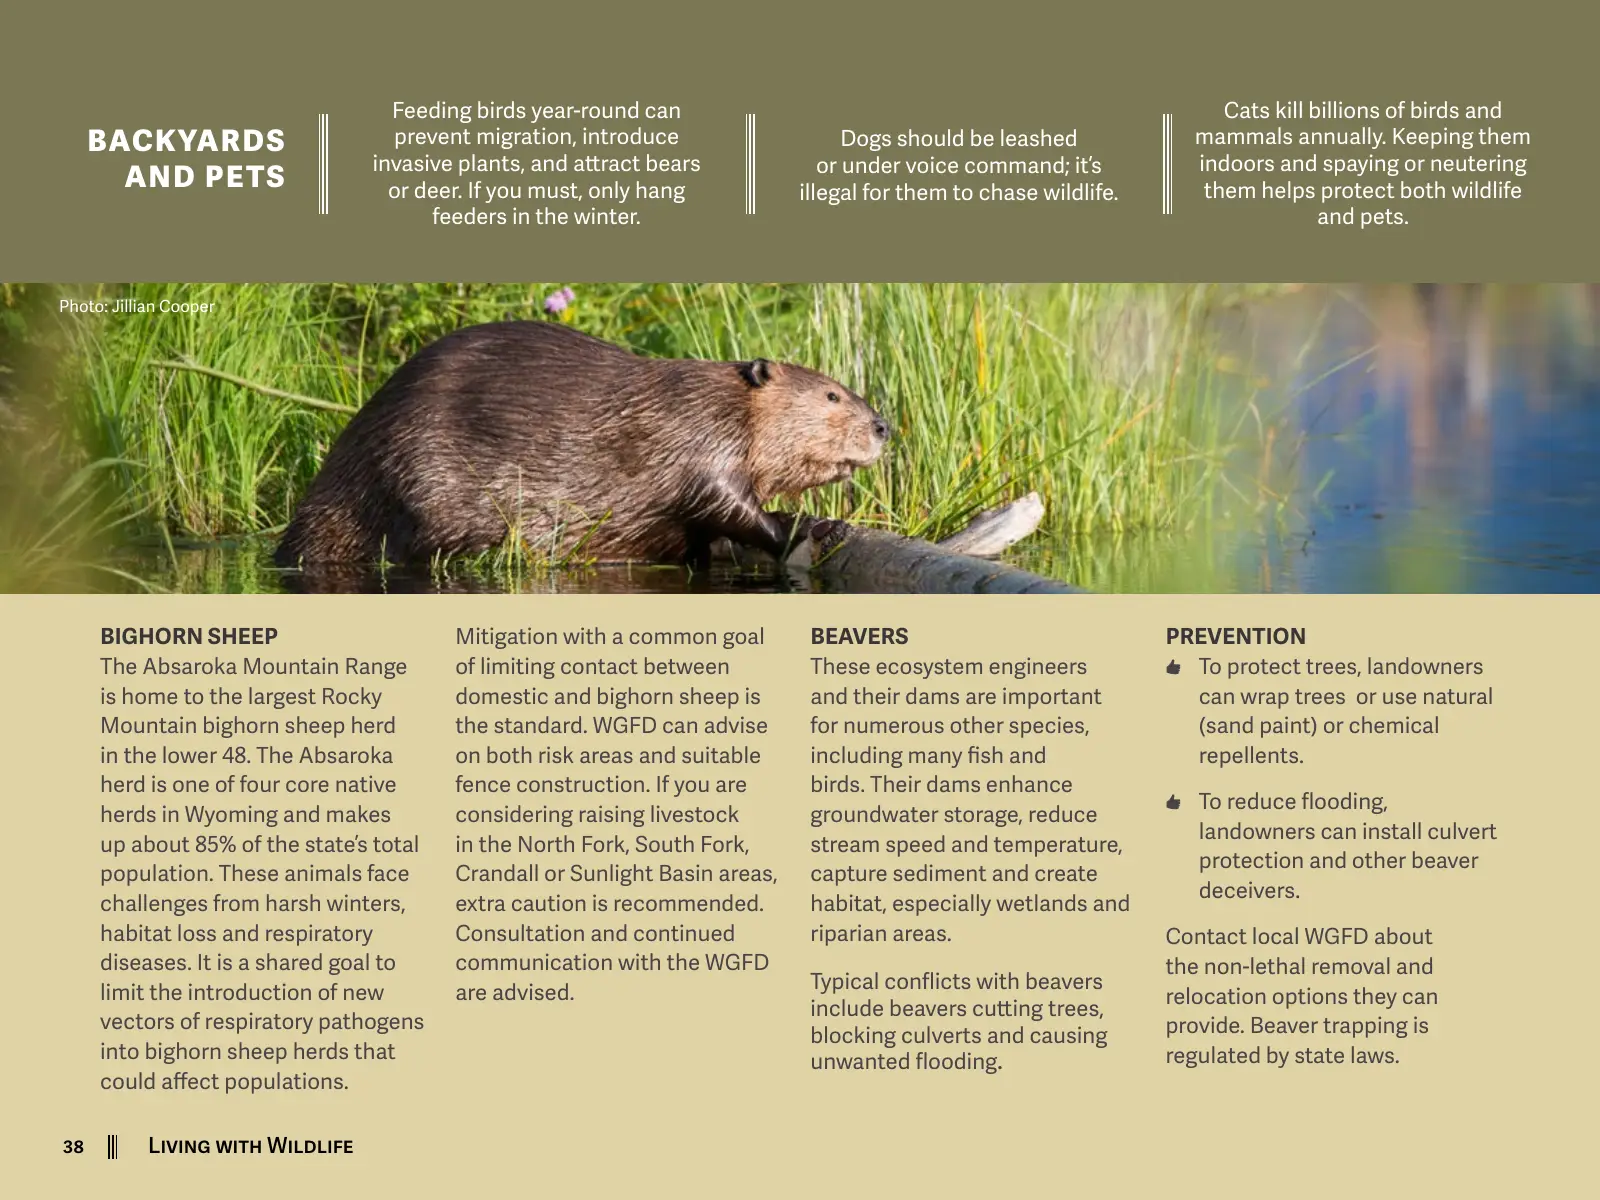 BACKYARDS
AND PETS
Feeding birds year-round can
prevent migration, introduce
invasive plants, and attract bears
or deer. If you must, only hang
feeders in the winter.
Dogs should be leashed
or under voice command; it's
illegal for them to chase wildlife.
Cats kill billions of birds and
mammals annually. Keeping them
indoors and spaying or neutering
them helps protect both wildlife
and pets.
Photo: Jillian Cooper
BIGHORN SHEEP
The Absaroka Mountain Range
is home to the largest Rocky
Mountain bighorn sheep herd
in the lower 48. The Absaroka
herd is one of four core native
herds in Wyoming and makes
up about 85% of the state's total
population. These animals face
challenges from harsh winters,
habitat loss and respiratory
diseases. It is a shared goal to
limit the introduction of new
vectors of respiratory pathogens
into bighorn sheep herds that
could affect populations.
Mitigation with a common goal
of limiting contact between
domestic and bighorn sheep is
the standard. WGFD can advise
on both risk areas and suitable
fence construction. If you are
considering raising livestock
in the North Fork, South Fork,
Crandall or Sunlight Basin areas,
extra caution is recommended.
Consultation and continued
communication with the WGFD
are advised.
BEAVERS
These ecosystem engineers
and their dams are important
for numerous other species,
including many fish and
birds. Their dams enhance
groundwater storage, reduce
stream speed and temperature,
capture sediment and create
habitat, especially wetlands and
riparian areas.
Typical conflicts with beavers
include beavers cutting trees,
blocking culverts and causing
unwanted flooding.
PREVENTION
To protect trees, landowners
can wrap trees or use natural
(sand paint) or chemical
repellents.
To reduce flooding,
landowners can install culvert
protection and other beaver
deceivers.
Contact local WGFD about
the non-lethal removal and
relocation options they can
provide. Beaver trapping is
regulated by state laws.
38 LIVING WITH WILDLIFE